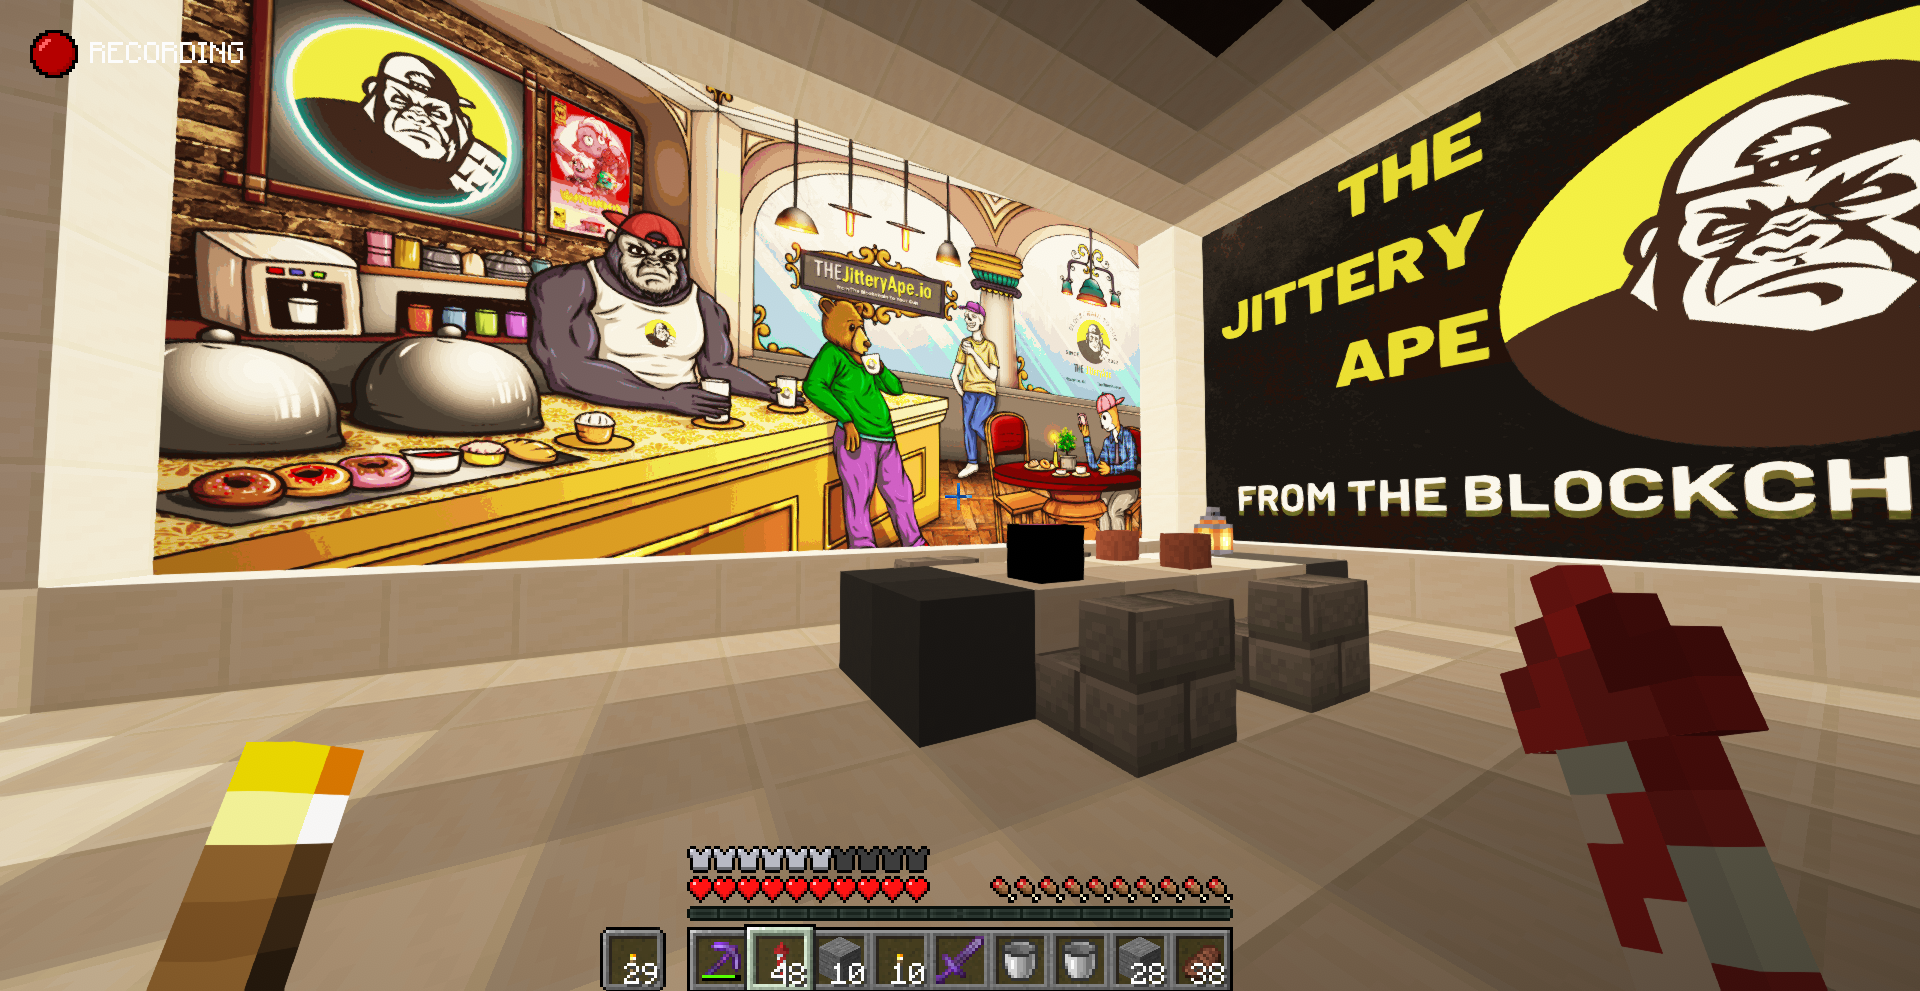 RECORDING
THEJitteryApe.io
THE
JITTERY
APE
FROM THE BLOCKCH
29
48
10
10
28
38